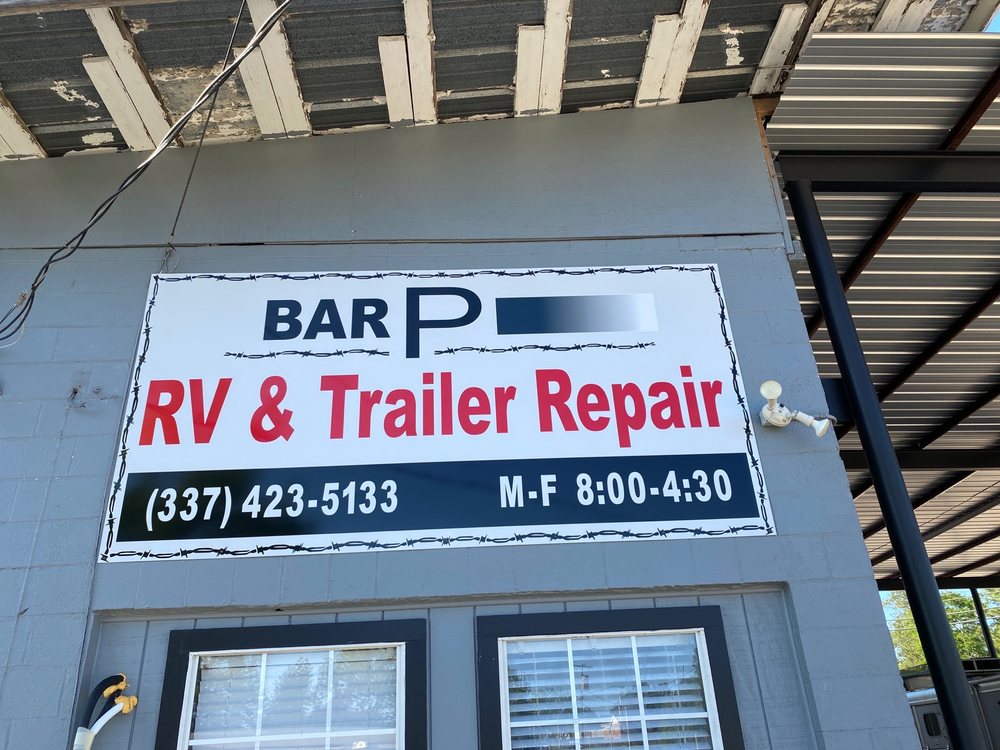 BAR P
RV & Trailer Repair
(337) 423-5133 M-F 8:00-4:30